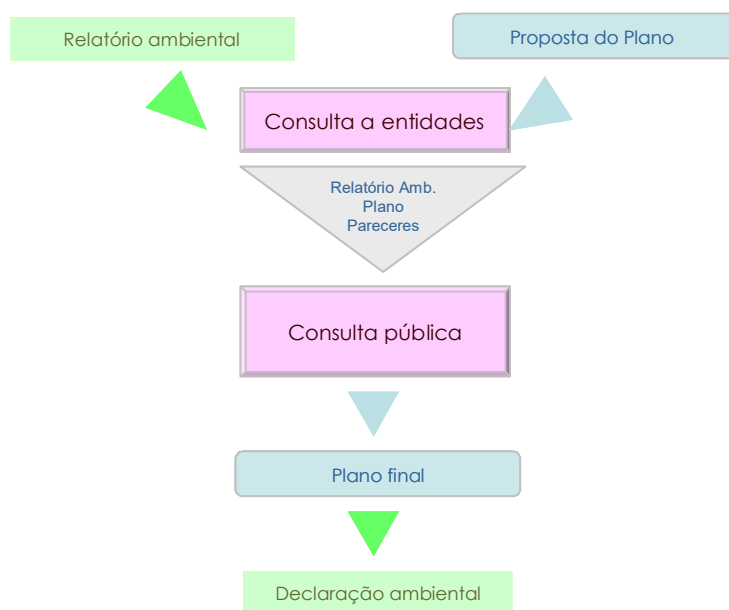 Relatório ambiental
Proposta do Plano
Consulta a entidades
Relatório Amb.
Plano
Pareceres
Consulta pública
Plano final
Declaração ambiental